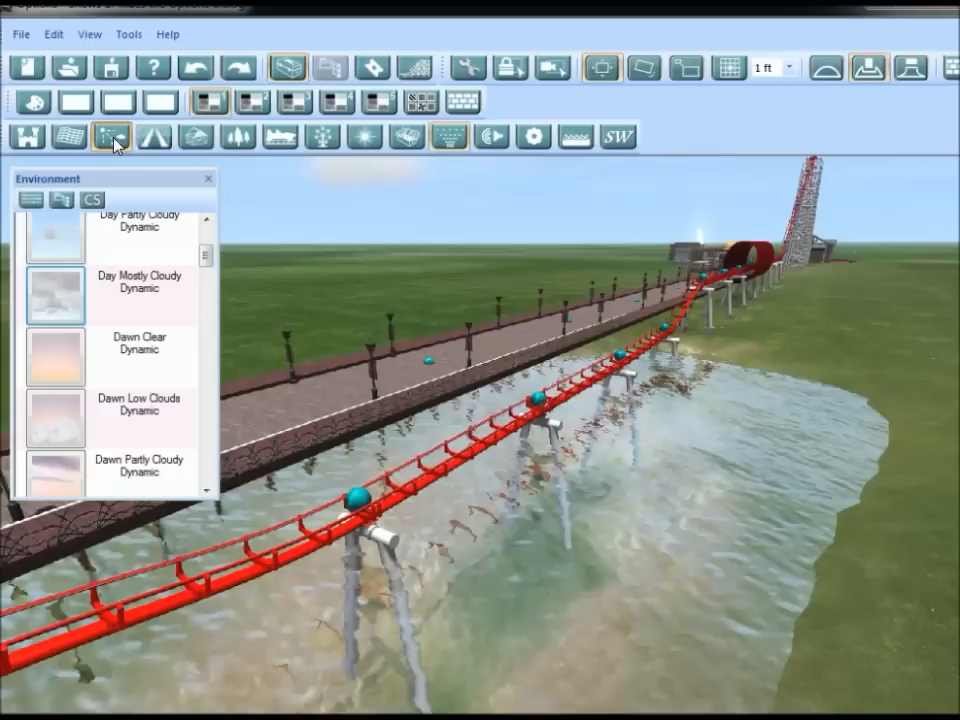 File Edit View Tools Help
1 ft
SW
Environment
CS
Day Partly Cloudy
Dynamic
Day Mostly Cloudy
Dynamic
Dawn Clear
Dynamic
Dawn Low Clouds
Dynamic
Dawn Partly Cloudy
Dynamic